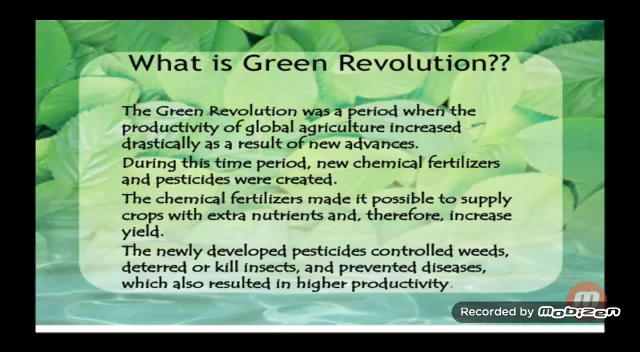 What is Green Revolution??
The Green Revolution was a period when the
productivity of global agriculture increased
drastically as a result of new advances.
During this time period, new chemical fertilizers
and pesticides were created.
The chemical fertilizers made it possible to supply
crops with extra nutrients and, therefore, increase
yield.
The newly developed pesticides controlled weeds,
deterred or kill insects, and prevented diseases,
which also resulted in higher productivity.
Recorded by mobizen